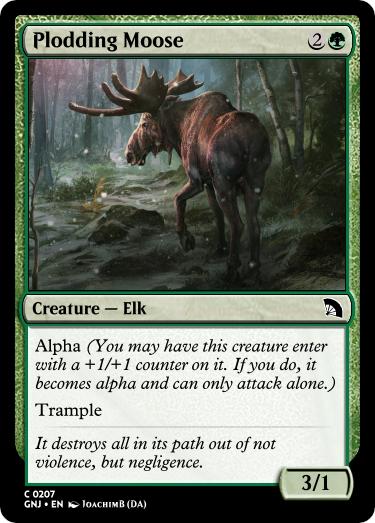 Plodding Moose 2
Creature — Elk
Alpha (You may have this creature enter
with a +1/+1 counter on it. If you do, it
becomes alpha and can only attack alone.)
Trample
It destroys all in its path out of not
violence, but negligence.
3/1
C 0207
GNJ • EN JoachimB (DA)